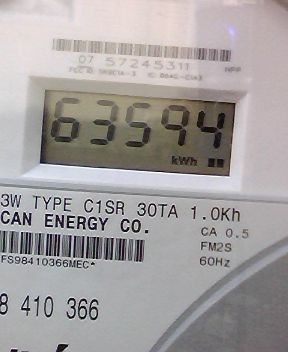 07 57245311
63594
kWh
3W TYPE C1SR 30TA 1.0Kh
CAN ENERGY CO.
CA 0.5
FM2S
60Hz
FS98410366MEC*
8 410 366